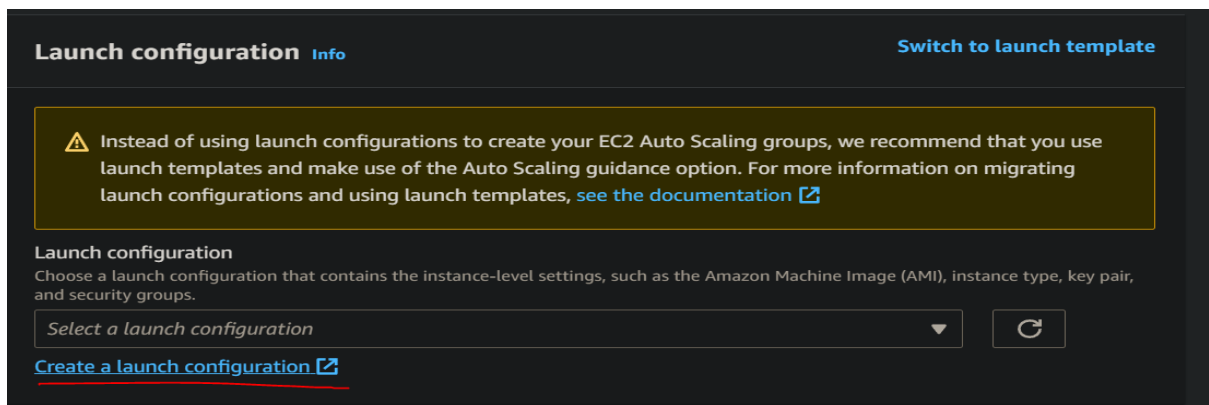 Launch configuration Info
Switch to launch template
Instead of using launch configurations to create your EC2 Auto Scaling groups, we recommend that you use
launch templates and make use of the Auto Scaling guidance option. For more information on migrating
launch configurations and using launch templates, see the documentation
Launch configuration
Choose a launch configuration that contains the instance-level settings, such as the Amazon Machine Image (AMI), instance type, key pair,
and security groups.
Select a launch configuration
Create a launch configuration